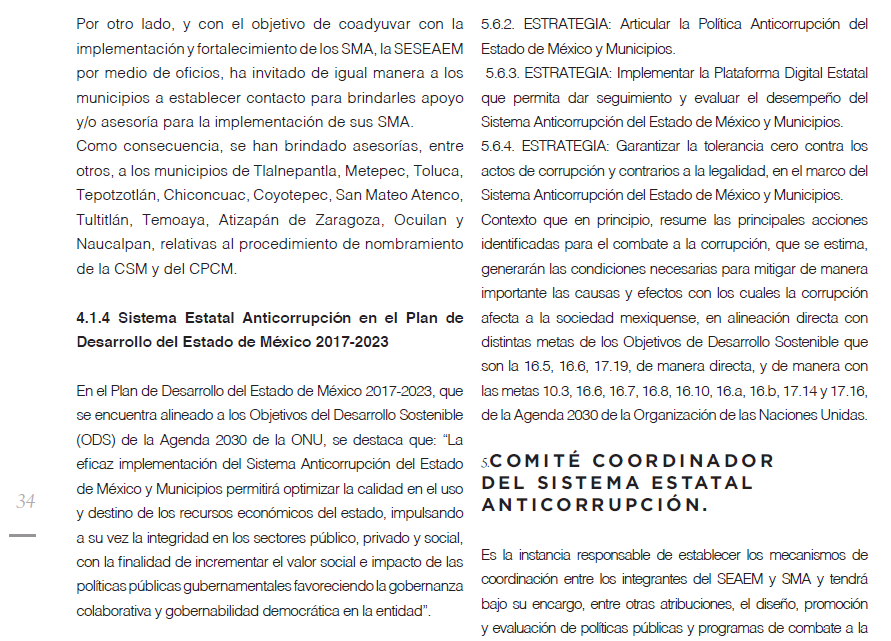 Por otro lado, y con el objetivo de coadyuvar con la
implementación y fortalecimiento de los SMA, la SESEAEM
por medio de oficios, ha invitado de igual manera a los
municipios a establecer contacto para brindarles apoyo
y/o asesoría para la implementación de sus SMA.
Como consecuencia, se han brindado asesorías, entre
otros, a los municipios de Tlalnepantla, Metepec, Toluca,
Tepotzotlán, Chiconcuac, Coyotepec, San Mateo Atenco,
Tultitlán, Temoaya, Atizapán de Zaragoza, Ocuilan y
Naucalpan, relativas al procedimiento de nombramiento
de la CSM y del CPCM.
4.1.4 Sistema Estatal Anticorrupción en el Plan de
Desarrollo del Estado de México 2017-2023
En el Plan de Desarrollo del Estado de México 2017-2023, que
se encuentra alineado a los Objetivos del Desarrollo Sostenible
(ODS) de la Agenda 2030 de la ONU, se destaca que: “La
eficaz implementación del Sistema Anticorrupción del Estado
de México y Municipios permitirá optimizar la calidad en el uso
y destino de los recursos económicos del estado, impulsando
a su vez la integridad en los sectores público, privado y social,
con la finalidad de incrementar el valor social e impacto de las
políticas públicas gubernamentales favoreciendo la gobernanza
colaborativa y gobernabilidad democrática en la entidad”.
34
5.6.2. ESTRATEGIA: Articular la Política Anticorrupción del
Estado de México y Municipios.
5.6.3. ESTRATEGIA: Implementar la Plataforma Digital Estatal
que permita dar seguimiento y evaluar el desempeño del
Sistema Anticorrupción del Estado de México y Municipios.
5.6.4. ESTRATEGIA: Garantizar la tolerancia cero contra los
actos de corrupción y contrarios a la legalidad, en el marco del
Sistema Anticorrupción del Estado de México y Municipios.
Contexto que en principio, resume las principales acciones
identificadas para el combate a la corrupción, que se estima,
generarán las condiciones necesarias para mitigar de manera
importante las causas y efectos con los cuales la corrupción
afecta a la sociedad mexiquense, en alineación directa con
distintas metas de los Objetivos de Desarrollo Sostenible que
son la 16.5, 16.6, 17.19, de manera directa, y de manera con
las metas 10.3, 16.6, 16.7, 16.8, 16.10, 16.a, 16.b, 17.14 y 17.16,
de la Agenda 2030 de la Organización de las Naciones Unidas.
5.COMITÉ COORDINADOR
DEL SISTEMA ESTATAL
ANTICORRUPCIÓN.
Es la instancia responsable de establecer los mecanismos de
coordinación entre los integrantes del SEAEM y SMA y tendrá
bajo su encargo, entre otras atribuciones, el diseño, promoción
y evaluación de políticas públicas y programas de combate a la